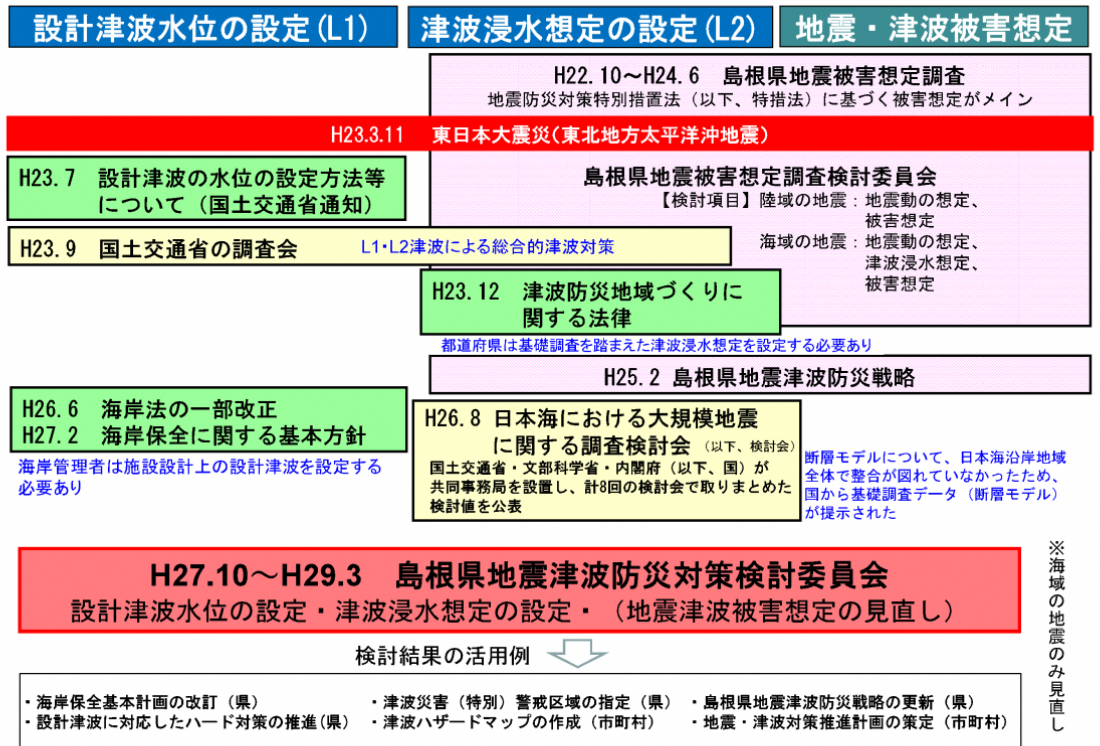 設計津波水位の設定(L1)
津波浸水想定の設定(L2)
地震・津波被害想定
H22.10～H24.6 島根県地震被害想定調査
地震防災対策特別措置法（以下、特措法）に基づく被害想定がメイン
H23.3.11 東日本大震災(東北地方太平洋沖地震)
H23.7 設計津波の水位の設定方法等
について（国土交通省通知）
島根県地震被害想定調査検討委員会
【検討項目】陸域の地震：地震動の想定、
被害想定
海域の地震：地震動の想定、
津波浸水想定、
被害想定
H23.9 国土交通省の調査会 L1・L2津波による総合的津波対策
H23.12 津波防災地域づくりに
関する法律
都道府県は基礎調査を踏まえた津波浸水想定を設定する必要あり
H25.2 島根県地震津波防災戦略
H26.6 海岸法の一部改正
H27.2 海岸保全に関する基本方針
海岸管理者は施設設計上の設計津波を設定する
必要あり
H26.8 日本海における大規模地震
に関する調査検討会（以下、検討会）
国土交通省・文部科学省・内閣府（以下、国）が
共同事務局を設置し、計8回の検討会で取りまとめた
検討値を公表
断層モデルについて、日本海沿岸地域
全体で整合が図れていなかったため、
国から基礎調査データ（断層モデル）
が提示された
H27.10～H29.3 島根県地震津波防災対策検討委員会
設計津波水位の設定・津波浸水想定の設定・（地震津波被害想定の見直し）
※海域の地震のみ見直し
検討結果の活用例
・海岸保全基本計画の改訂（県）
・設計津波に対応したハード対策の推進(県）
・津波災害（特別）警戒区域の指定（県）
・津波ハザードマップの作成（市町村）
・島根県地震津波防災戦略の更新（県）
・地震・津波対策推進計画の策定（市町村）